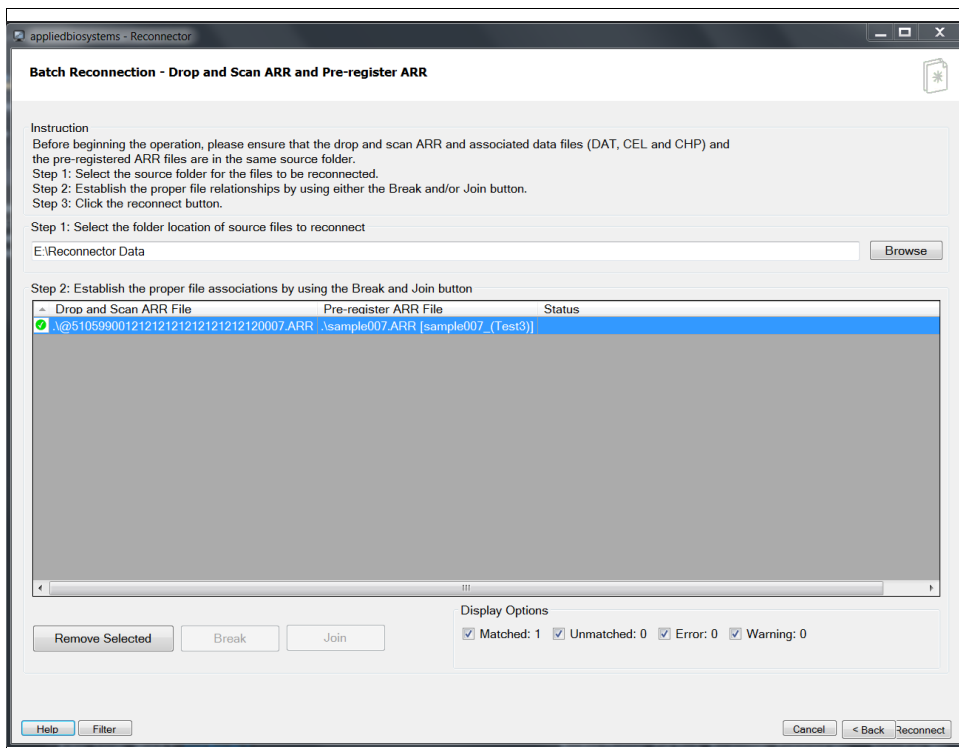 appliedbiosystems - Reconnector
Batch Reconnection - Drop and Scan ARR and Pre-register ARR
Instruction
Before beginning the operation, please ensure that the drop and scan ARR and associated data files (DAT, CEL and CHP) and
the pre-registered ARR files are in the same source folder.
Step 1: Select the source folder for the files to be reconnected.
Step 2: Establish the proper file relationships by using either the Break and/or Join button.
Step 3: Click the reconnect button.
Step 1: Select the folder location of source files to reconnect
E:\Reconnector Data
Browse
Step 2: Establish the proper file associations by using the Break and Join button
Drop and Scan ARR File Pre-register ARR File Status
.\@51059900121212121212121212120007.ARR .\sample007.ARR [sample007_(Test3)]
Display Options
Remove Selected Break Join Matched: 1 Unmatched: 0 Error: 0 Warning: 0
Help Filter Cancel < Back Reconnect